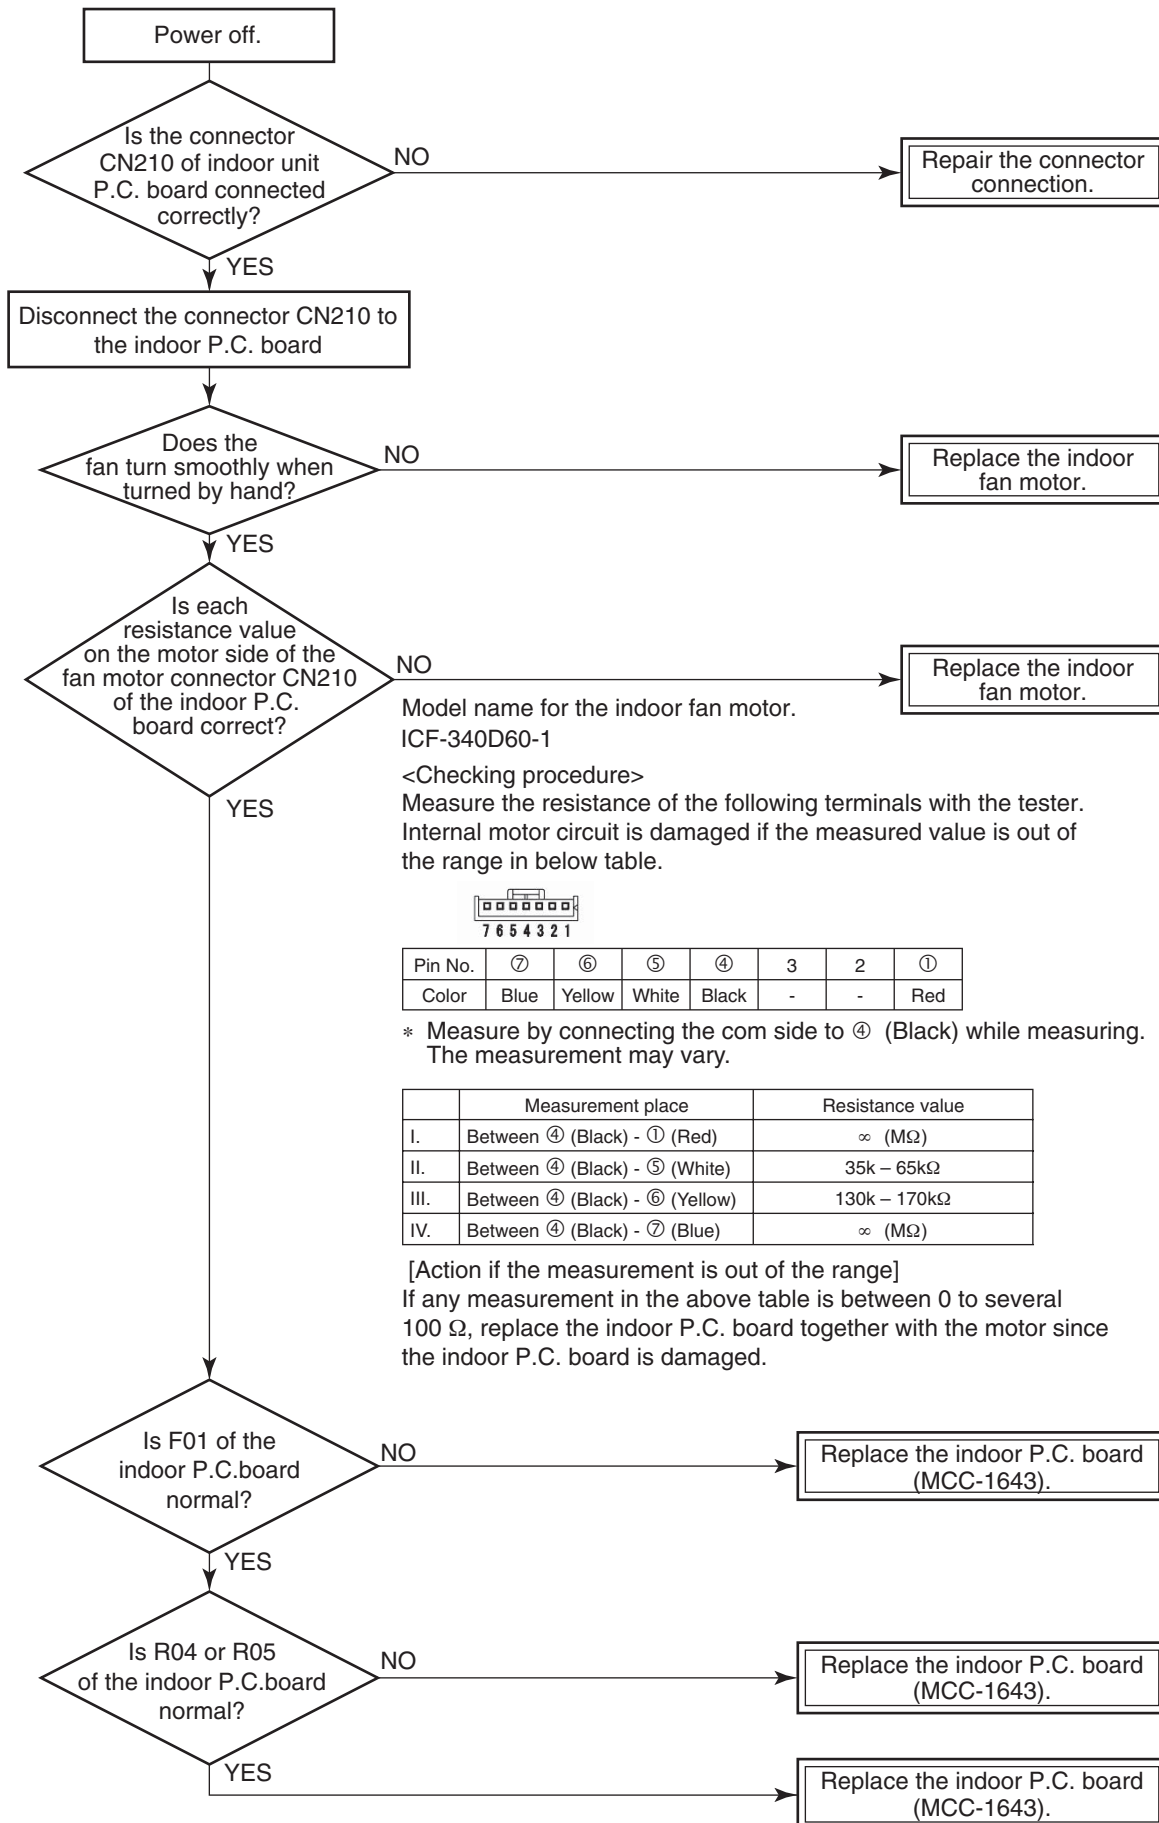 Power off.
Is the connector
CN210 of indoor unit
P.C. board connected
correctly?
NO
Repair the connector
connection.
YES
Disconnect the connector CN210 to
the indoor P.C. board
Does the
fan turn smoothly when
turned by hand?
NO
Replace the indoor
fan motor.
YES
Is each
resistance value
on the motor side of the
fan motor connector CN210
of the indoor P.C.
board correct?
NO
Replace the indoor
fan motor.
YES
Model name for the indoor fan motor.
ICF-340D60-1
<Checking procedure>
Measure the resistance of the following terminals with the tester.
Internal motor circuit is damaged if the measured value is out of
the range in below table.
7 6 5 4 3 2 1
Pin No. ⑦ ⑥ ⑤ ④ 3 2 ①
Color Blue Yellow White Black - - Red
* Measure by connecting the com side to ④ (Black) while measuring.
The measurement may vary.
Measurement place Resistance value
I. Between ④ (Black) - ① (Red) ∞ (MΩ)
II. Between ④ (Black) - ⑤ (White) 35k – 65kΩ
III. Between ④ (Black) - ⑥ (Yellow) 130k – 170kΩ
IV. Between ④ (Black) - ⑦ (Blue) ∞ (MΩ)
[Action if the measurement is out of the range]
If any measurement in the above table is between 0 to several
100 Ω, replace the indoor P.C. board together with the motor since
the indoor P.C. board is damaged.
Is F01 of the
indoor P.C.board
normal?
NO
Replace the indoor P.C. board
(MCC-1643).
YES
Is R04 or R05
of the indoor P.C.board
normal?
NO
Replace the indoor P.C. board
(MCC-1643).
YES
Replace the indoor P.C. board
(MCC-1643).